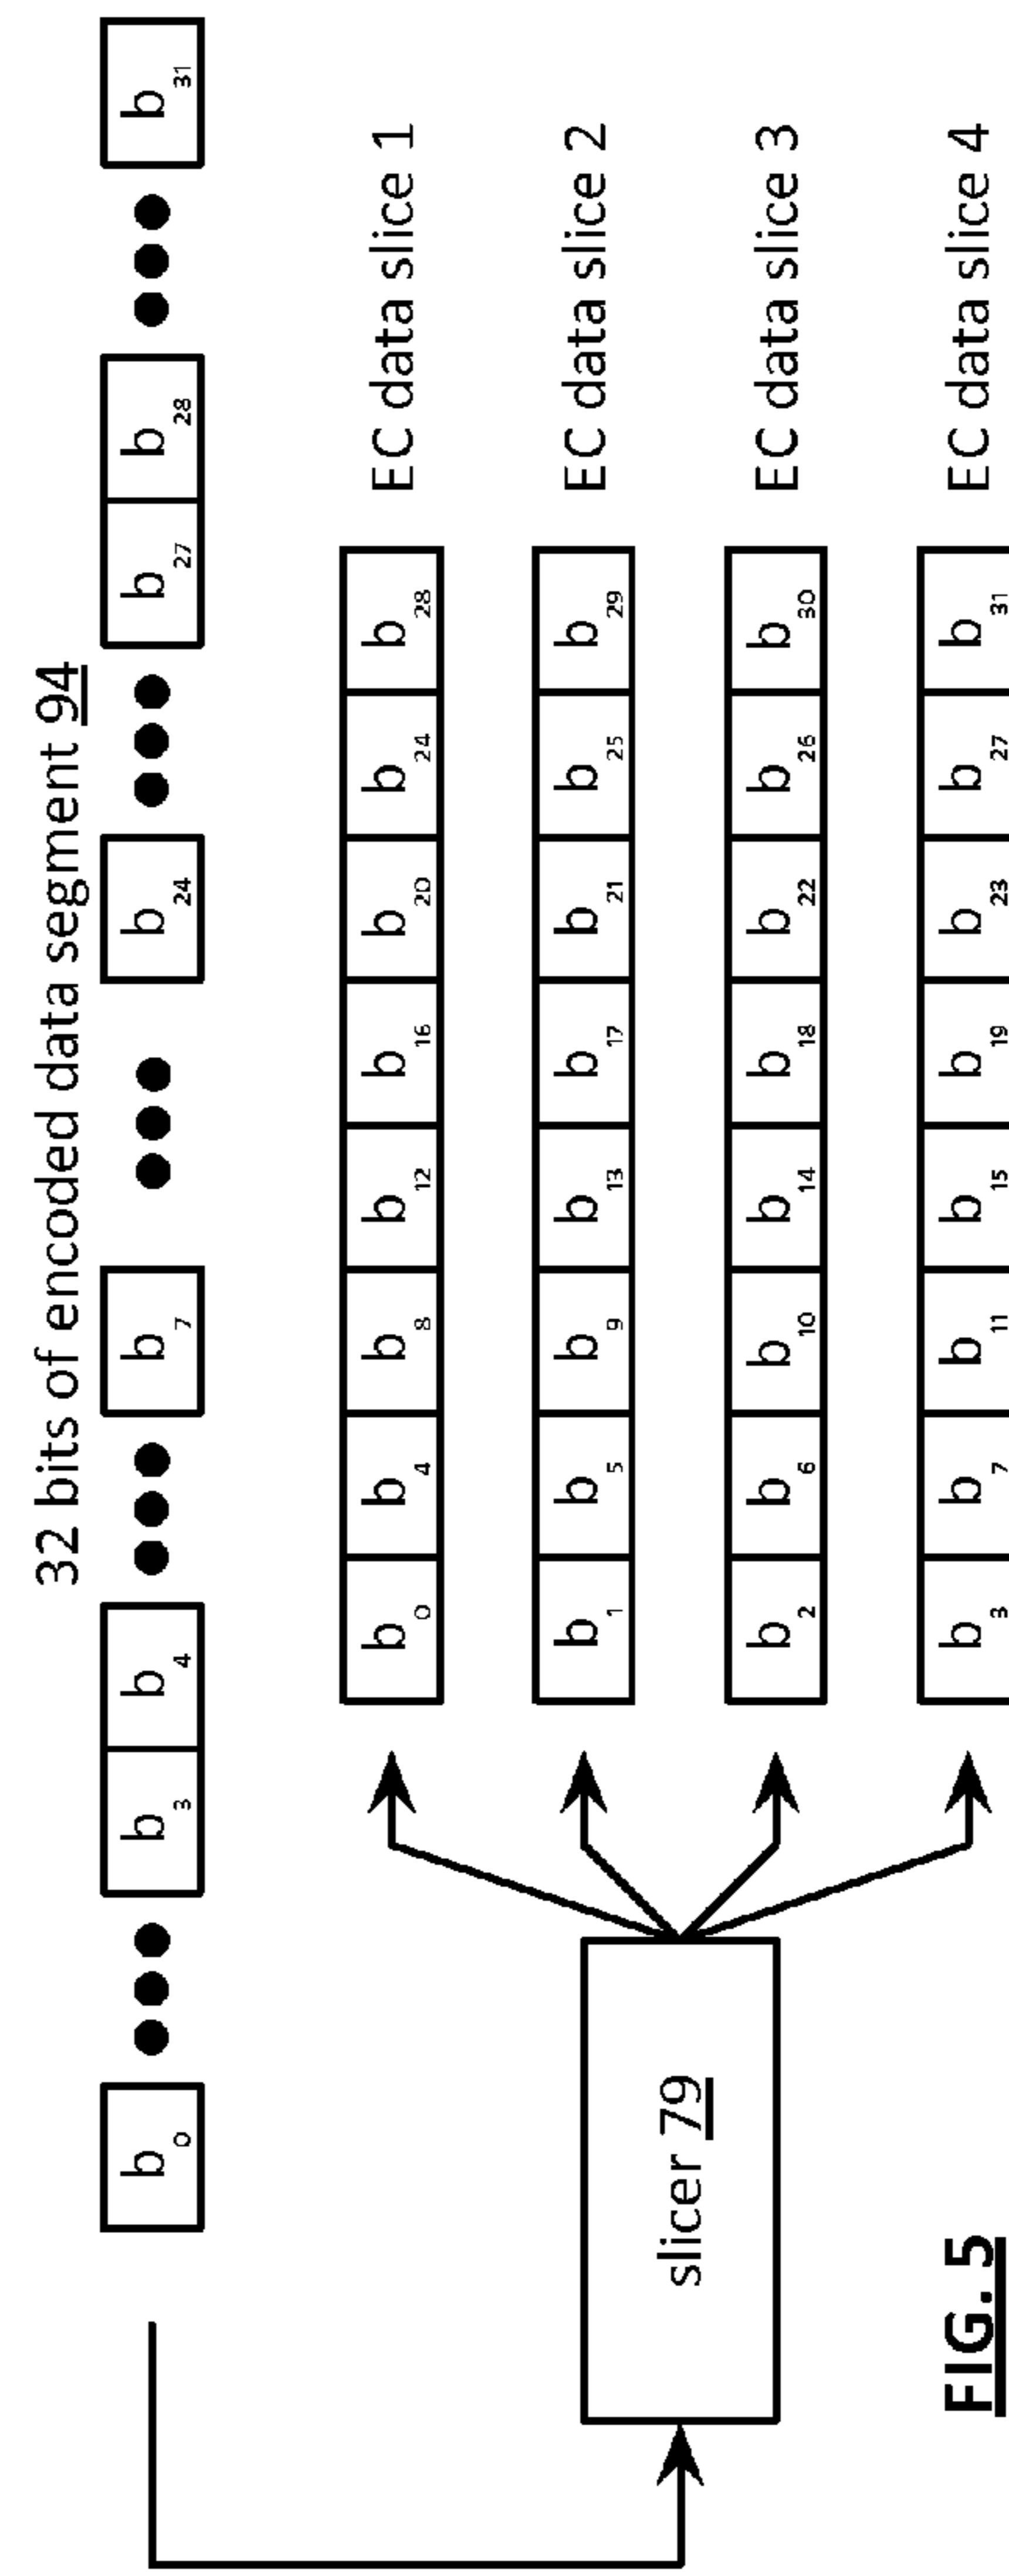 32 bits of encoded data segment 94
b0 ●●● b3 b4 ●●● b7 ●●● b24 ●●● b27 b28 ●●● b31
b0 b4 b8 b12 b16 b20 b24 b28 EC data slice 1
b1 b5 b9 b13 b17 b21 b25 b29 EC data slice 2
slicer 79
b2 b6 b10 b14 b18 b22 b26 b30 EC data slice 3
b3 b7 b11 b15 b19 b23 b27 b31 EC data slice 4
FIG. 5